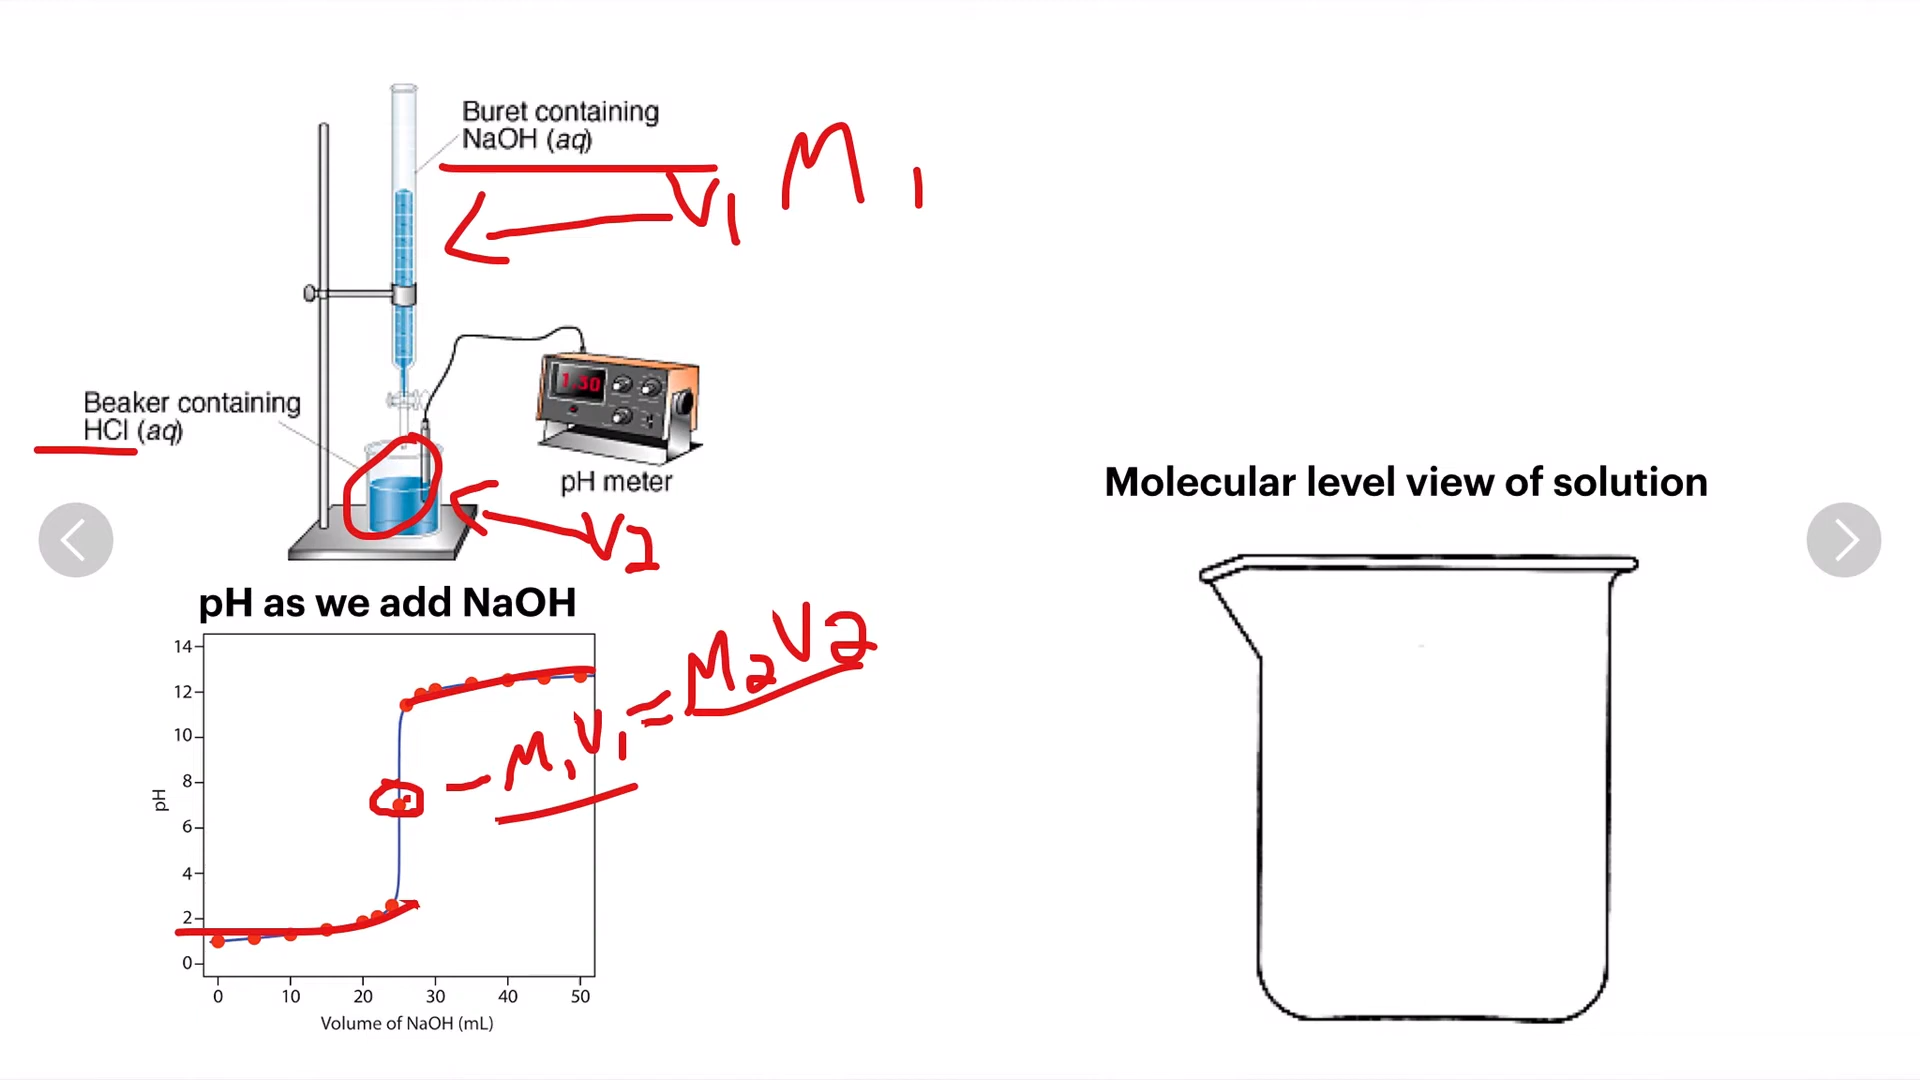 Buret containing
NaOH (aq)
V1 M1
Beaker containing
HCl (aq)
1.30
pH meter
V2
Molecular level view of solution
pH as we add NaOH
14
12
10
8
6
4
2
0
pH
M1V1 = M2V2
0 10 20 30 40 50
Volume of NaOH (mL)